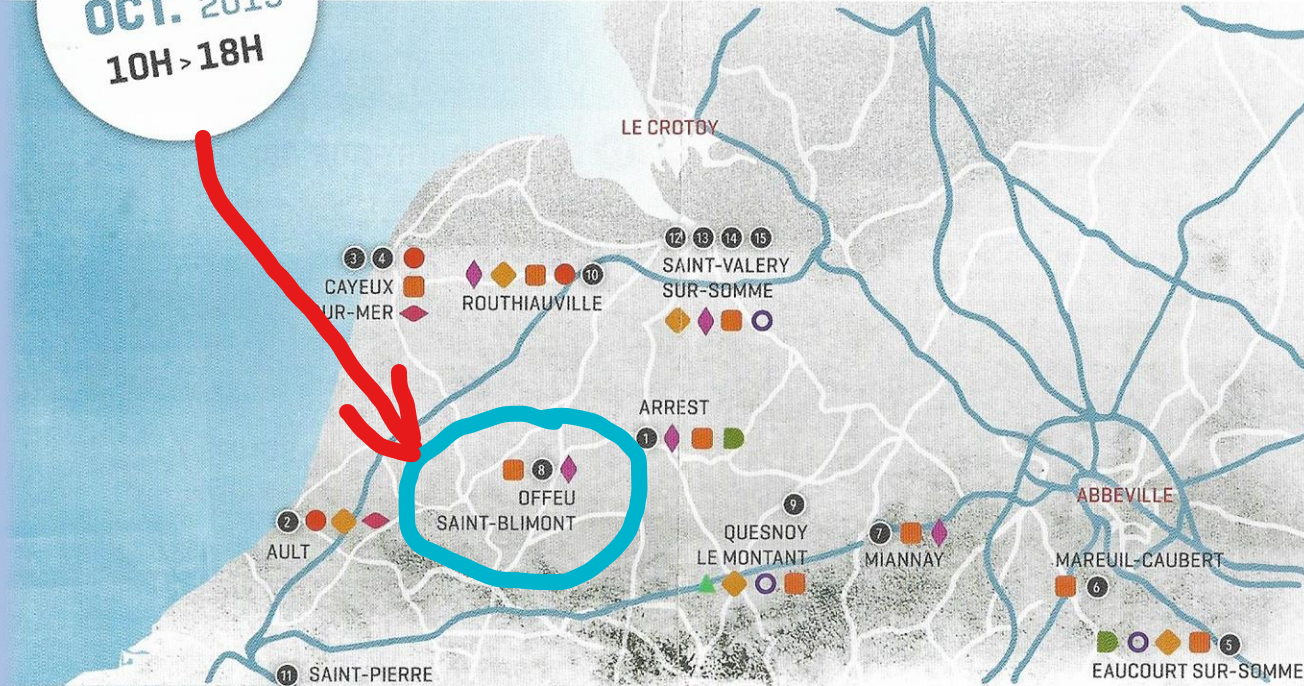 OCT. 2015
10H > 18H
LE CROTOY
12 13 14 15
SAINT-VALERY
SUR-SOMME
3 4
CAYEUX
UR-MER
10
ROUTHIAUVILLE
ARREST
1
8
OFFEU
SAINT-BLIMONT
2
AULT
9
QUESNOY
LE MONTANT
7
MIANNAY
ABBEVILLE
MAREUIL-CAUBERT
6
5
EAUCOURT SUR-SOMME
11 SAINT-PIERRE